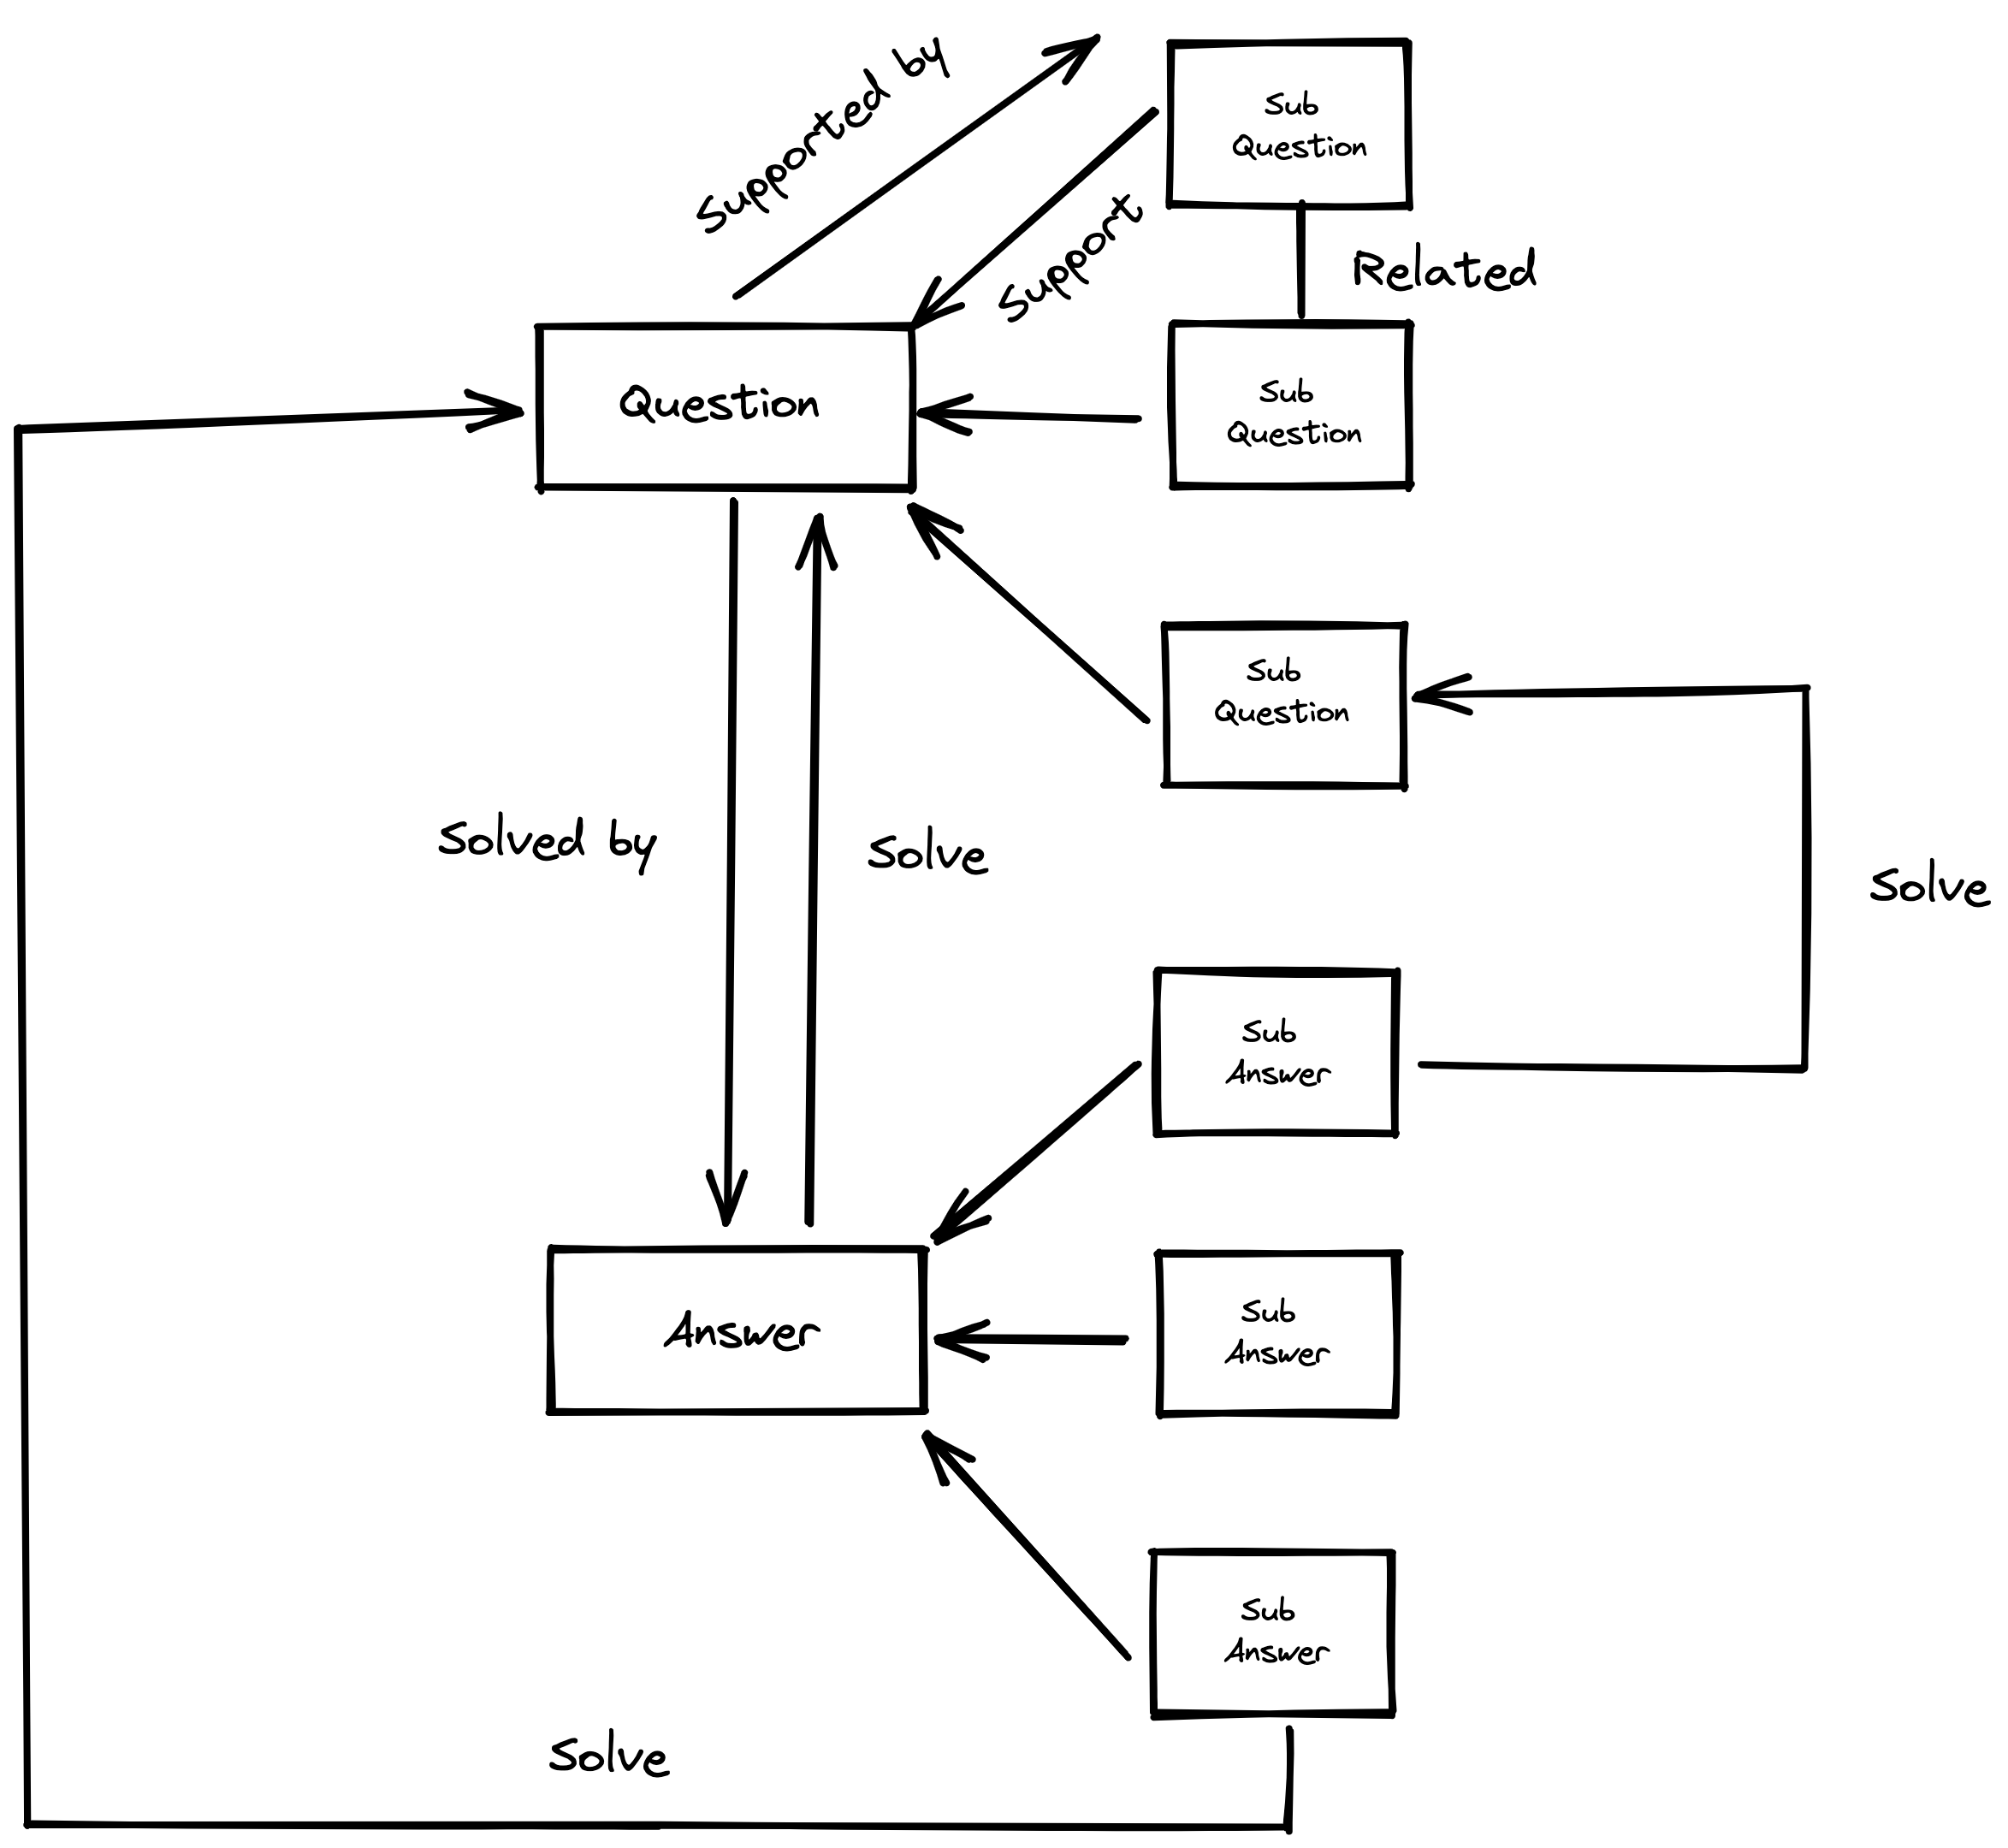 Supported by
Sub
Question
Support
Related
Question
Sub
Question
Sub
Question
Solved by
Solve
Solve
Sub
Answer
Answer
Sub
Answer
Sub
Answer
Solve